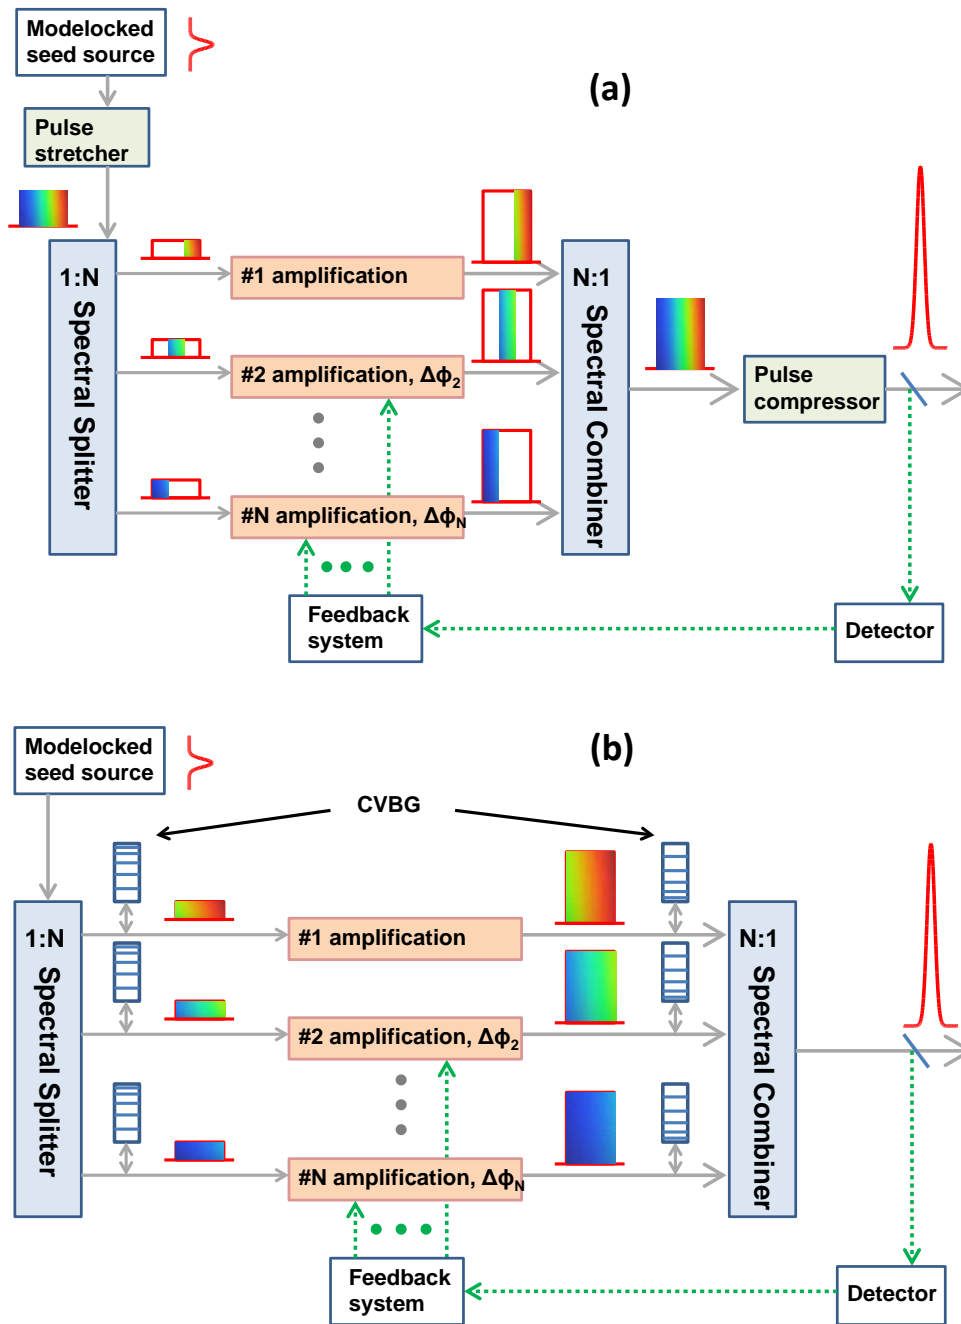 Modelocked
seed source
(a)
Pulse
stretcher
1:N
Spectral Splitter
#1 amplification
#2 amplification, Δϕ2
#N amplification, ΔϕN
N:1
Spectral Combiner
Pulse
compressor
Feedback
system
Detector
Modelocked
seed source
(b)
CVBG
1:N
Spectral Splitter
#1 amplification
#2 amplification, Δϕ2
#N amplification, ΔϕN
N:1
Spectral Combiner
Feedback
system
Detector